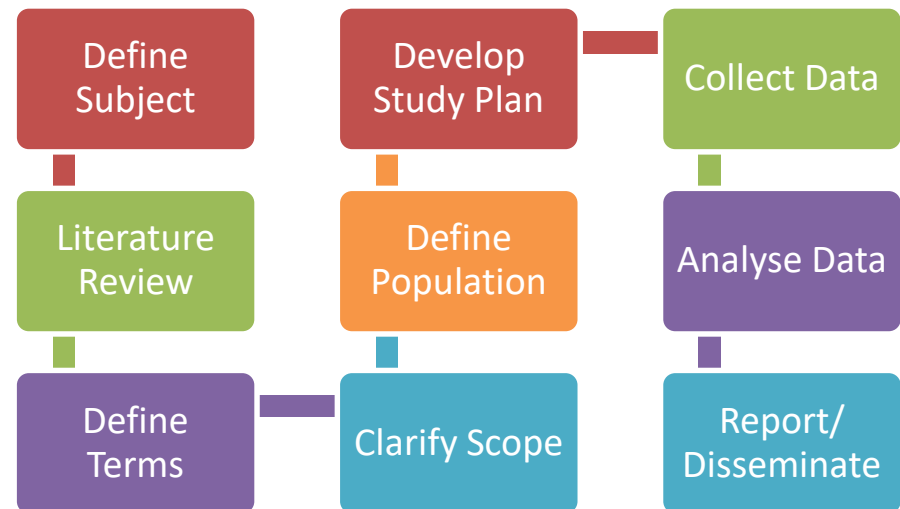 Define
Subject
Literature
Review
Define
Terms
Clarify Scope
Define
Population
Develop
Study Plan
Collect Data
Analyse Data
Report/
Disseminate